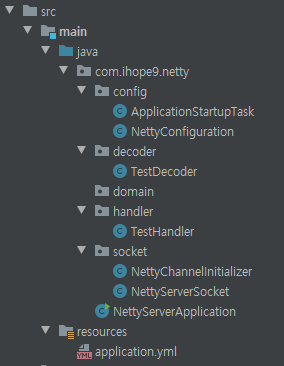 src
main
java
com.ihope9.netty
config
ApplicationStartupTask
NettyConfiguration
decoder
TestDecoder
domain
handler
TestHandler
socket
NettyChannelInitializer
NettyServerSocket
NettyServerApplication
resources
application.yml